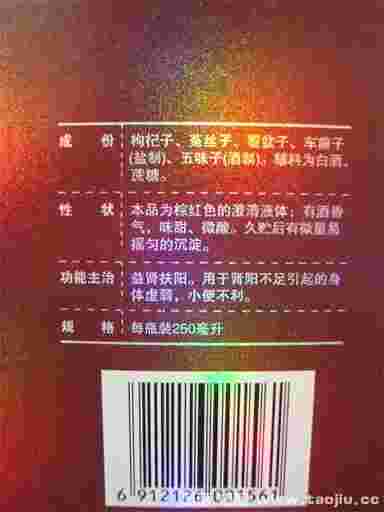 成 份 枸杞子、菟丝子、覆盆子、车前子
(盐制)、五味子(酒制)。辅料为白酒、
蔗糖。
性 状 本品为棕红色的澄清液体;有酒香
气,味甜、微酸。久贮后有微量易
摇匀的沉淀。
功能主治 益肾扶阳。用于肾阳不足引起的身
体虚弱,小便不利。
规 格 每瓶装250毫升
6 912126 001561
www.taojiu.cc